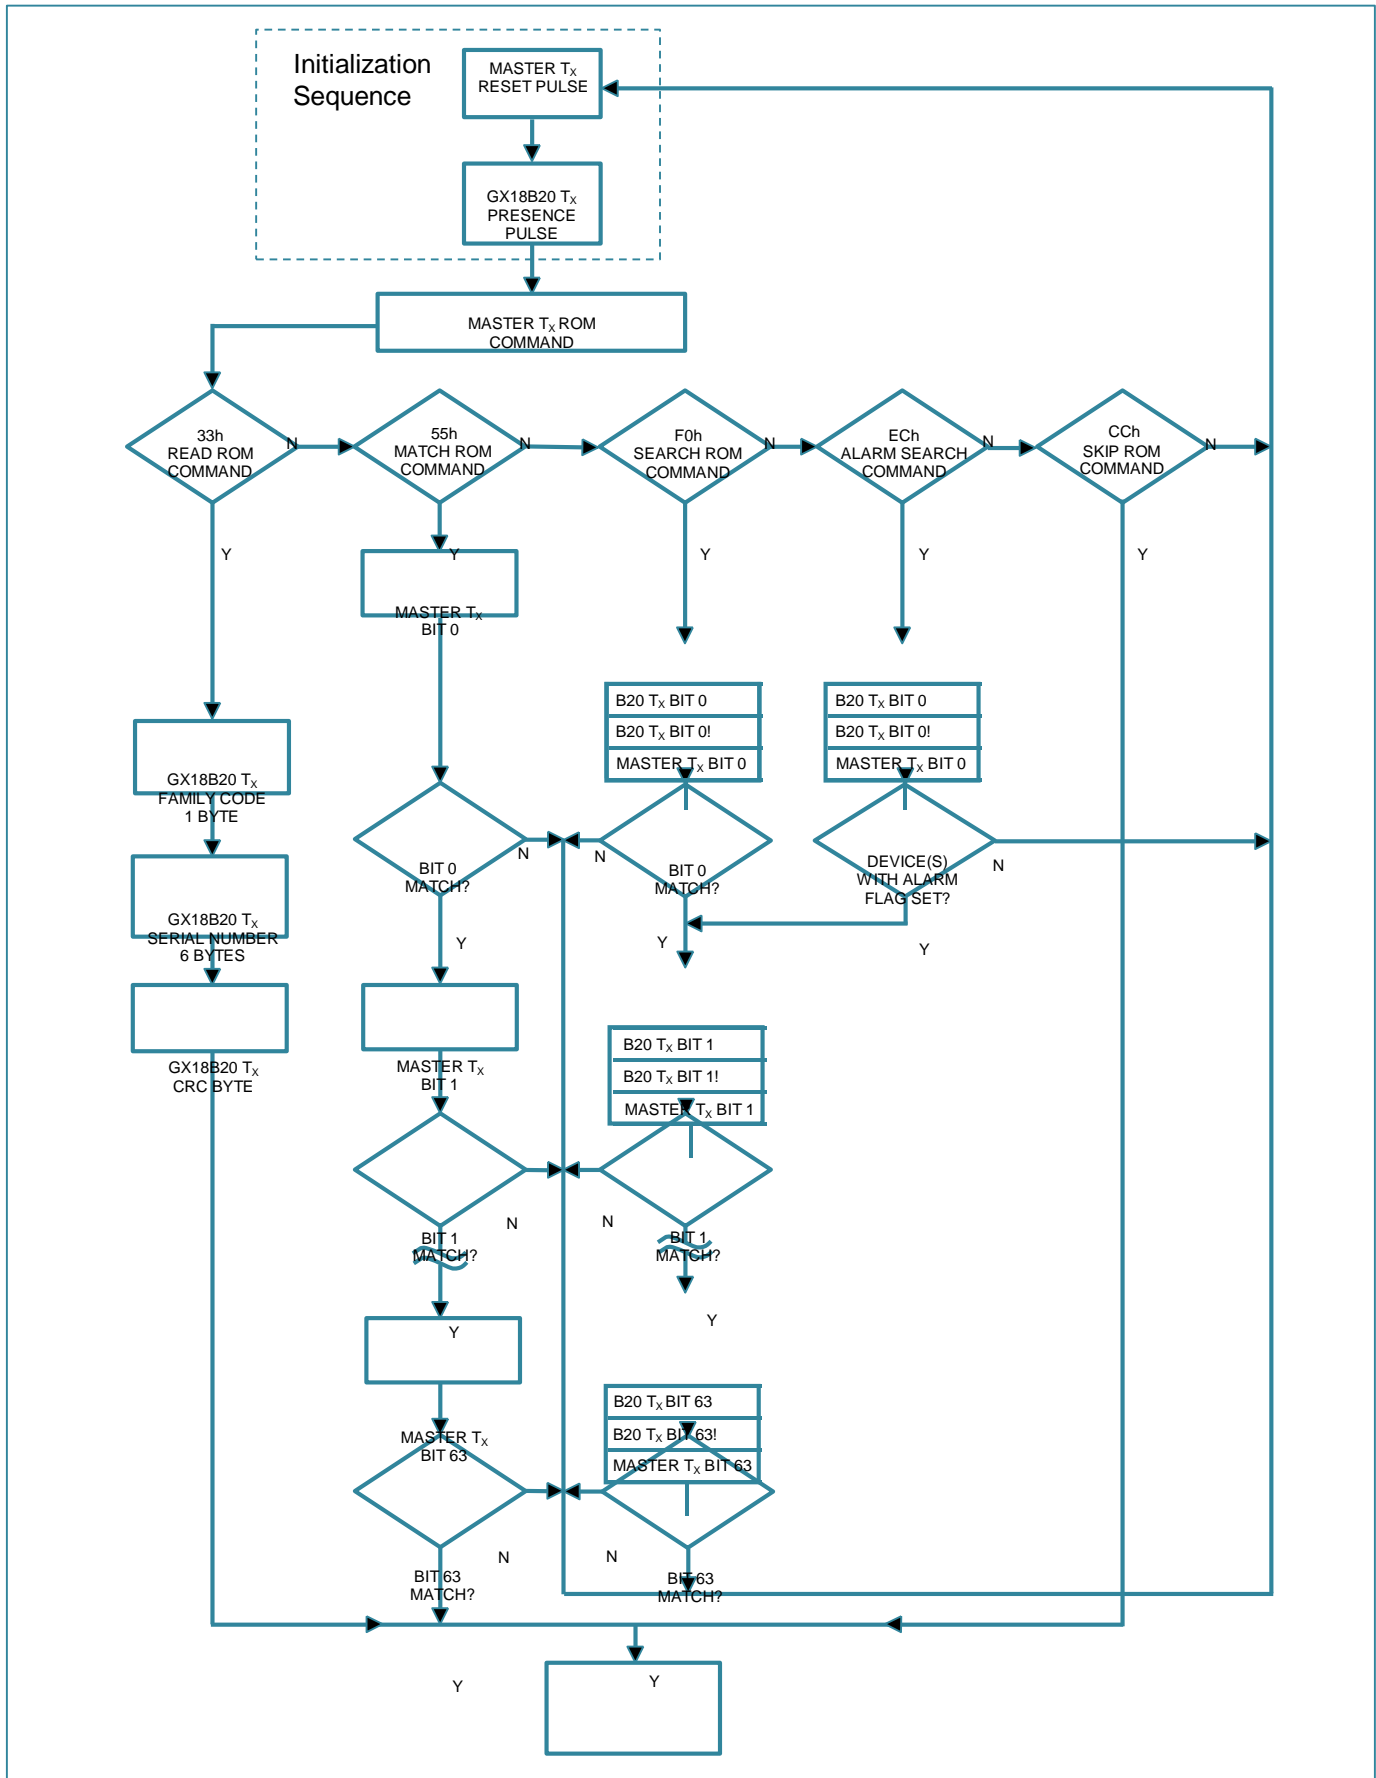 Initialization
Sequence
MASTER TX
RESET PULSE
GX18B20 TX
PRESENCE
PULSE
MASTER TX ROM
COMMAND
33h
READ ROM
COMMAND
N
55h
MATCH ROM
COMMAND
N
F0h
SEARCH ROM
COMMAND
N
ECh
ALARM SEARCH
COMMAND
N
CCh
SKIP ROM
COMMAND
N
Y
Y
Y
Y
Y
MASTER TX
BIT 0
B20 TX BIT 0
B20 TX BIT 0!
MASTER TX BIT 0
B20 TX BIT 0
B20 TX BIT 0!
MASTER TX BIT 0
GX18B20 TX
FAMILY CODE
1 BYTE
BIT 0
MATCH?
N
N
BIT 0
MATCH?
DEVICE(S)
WITH ALARM
FLAG SET?
N
GX18B20 TX
SERIAL NUMBER
6 BYTES
Y
Y
Y
GX18B20 TX
CRC BYTE
MASTER TX
BIT 1
B20 TX BIT 1
B20 TX BIT 1!
MASTER TX BIT 1
BIT 1
MATCH?
N
N
BIT 1
MATCH?
Y
Y
MASTER TX
BIT 63
B20 TX BIT 63
B20 TX BIT 63!
MASTER TX BIT 63
BIT 63
MATCH?
N
N
BIT 63
MATCH?
Y
Y